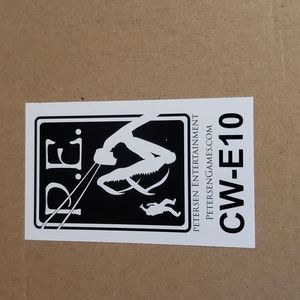 P.E.
PETERSEN ENTERTAINMENT
PETERSENGAMES.COM
CW-E10